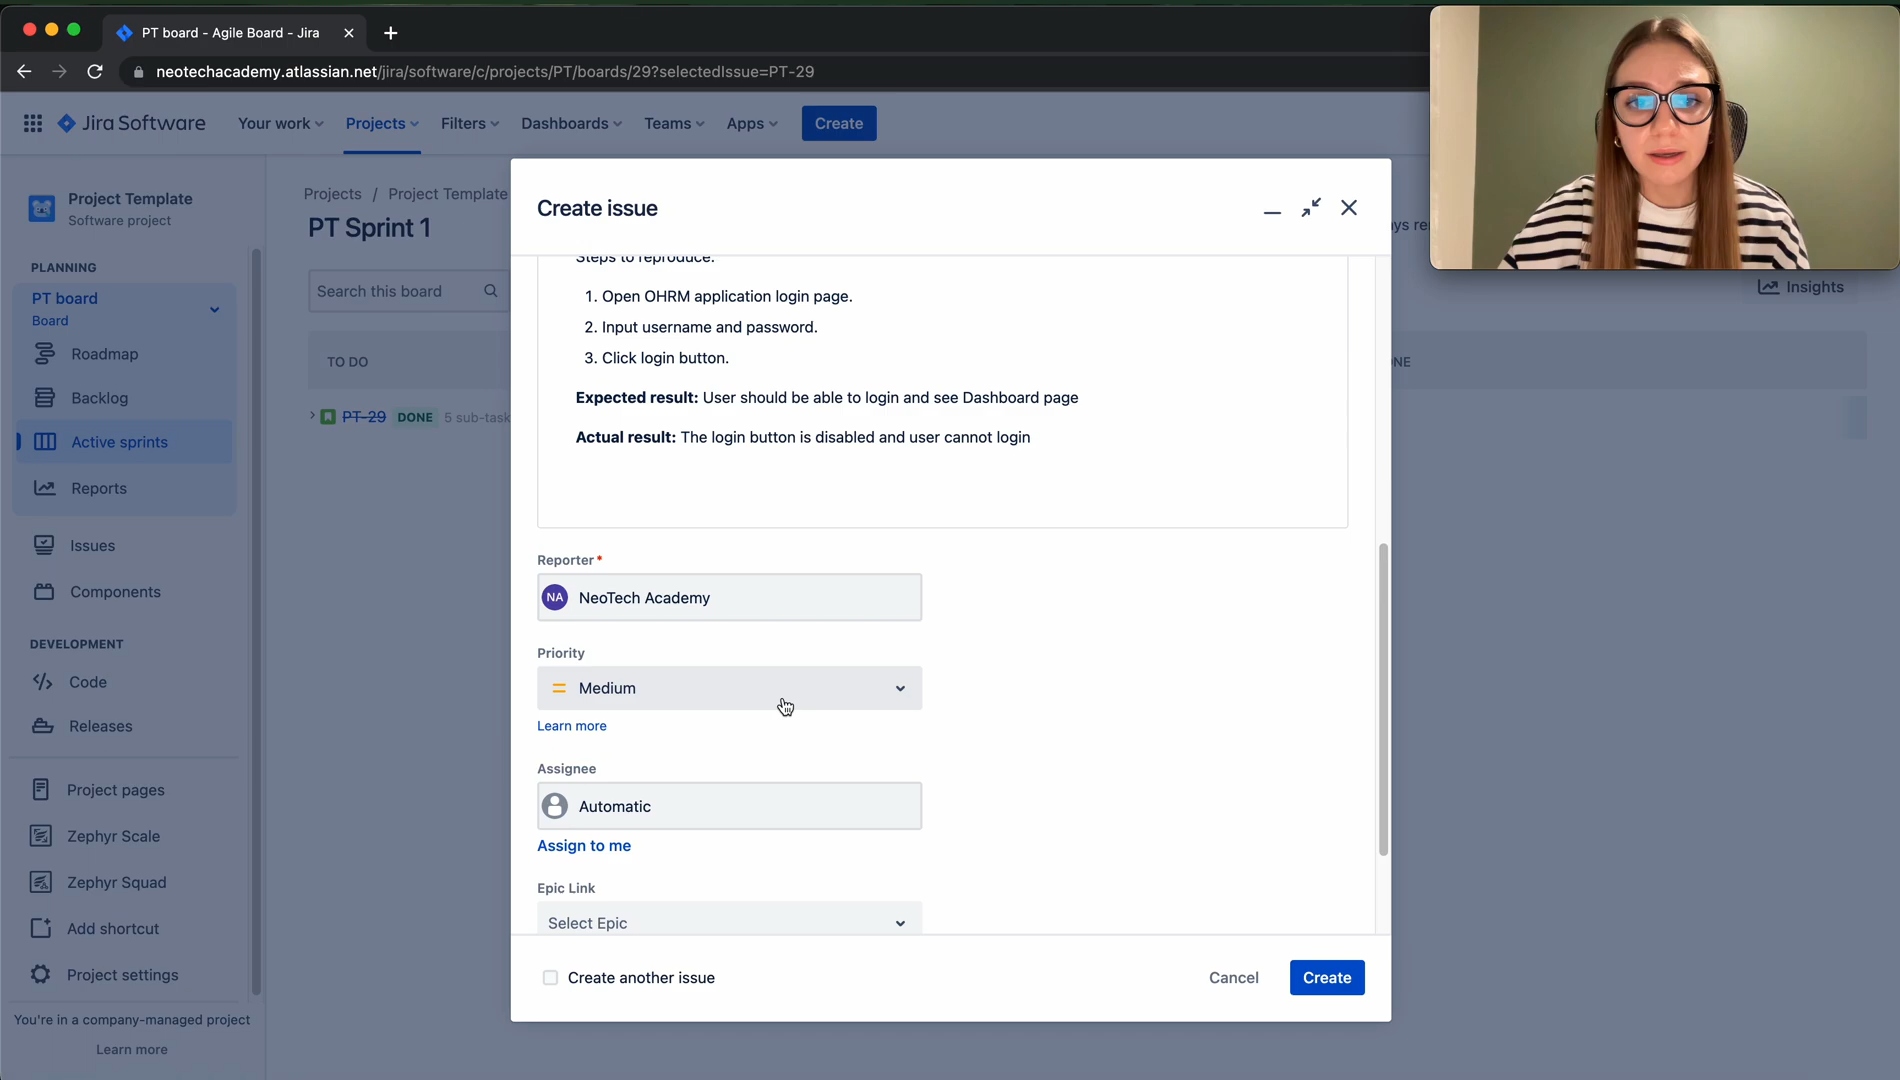 PT board - Agile Board - Jira
neotechacademy.atlassian.net/jira/software/c/projects/PT/boards/29?selectedIssue=PT-29
Jira Software
Your work
Projects
Filters
Dashboards
Teams
Apps
Create
Project Template
Software project
PLANNING
PT board
Board
Roadmap
Backlog
Active sprints
Reports
Issues
Components
DEVELOPMENT
Code
Releases
Project pages
Zephyr Scale
Zephyr Squad
Add shortcut
Project settings
You're in a company-managed project
Learn more
Projects / Project Template
PT Sprint 1
Search this board
Insights
TO DO
PT-29 DONE 5 sub-task
Create issue
Steps to reproduce:
1. Open OHRM application login page.
2. Input username and password.
3. Click login button.
Expected result: User should be able to login and see Dashboard page
Actual result: The login button is disabled and user cannot login
Reporter *
NA NeoTech Academy
Priority
Medium
Learn more
Assignee
Automatic
Assign to me
Epic Link
Select Epic
Create another issue
Cancel
Create